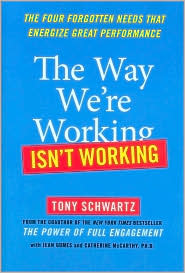 THE FOUR FORGOTTEN NEEDS THAT
ENERGIZE GREAT PERFORMANCE
The Way
We're
Working
ISN'T WORKING
TONY SCHWARTZ
FROM THE COAUTHOR OF THE NEW YORK TIMES BESTSELLER
THE POWER OF FULL ENGAGEMENT
with JEAN GOMES and CATHERINE McCARTHY, PH.D.